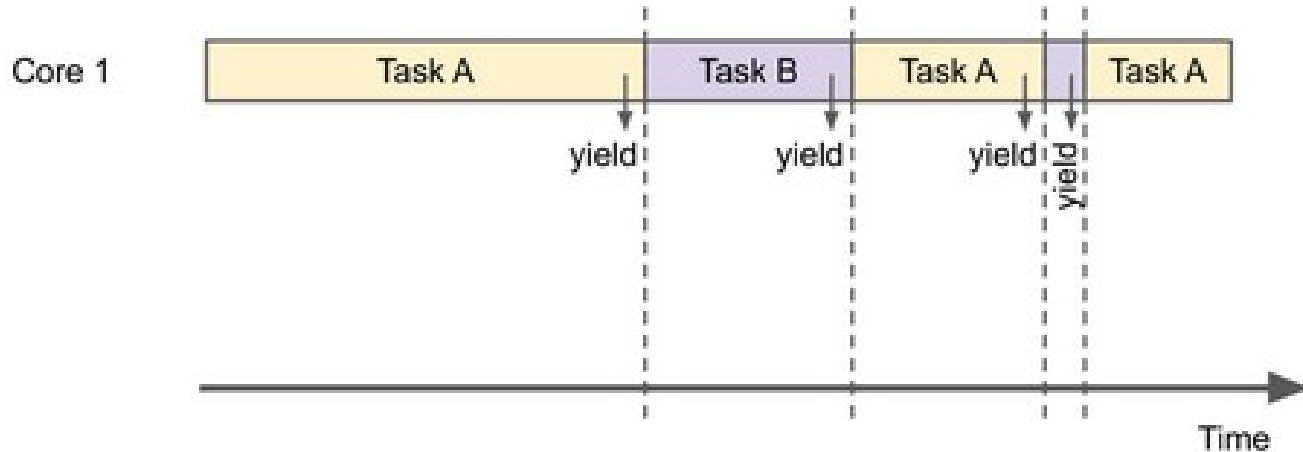 Core 1
Task A
Task B
Task A
Task A
yield
yield
yield
yield
Time